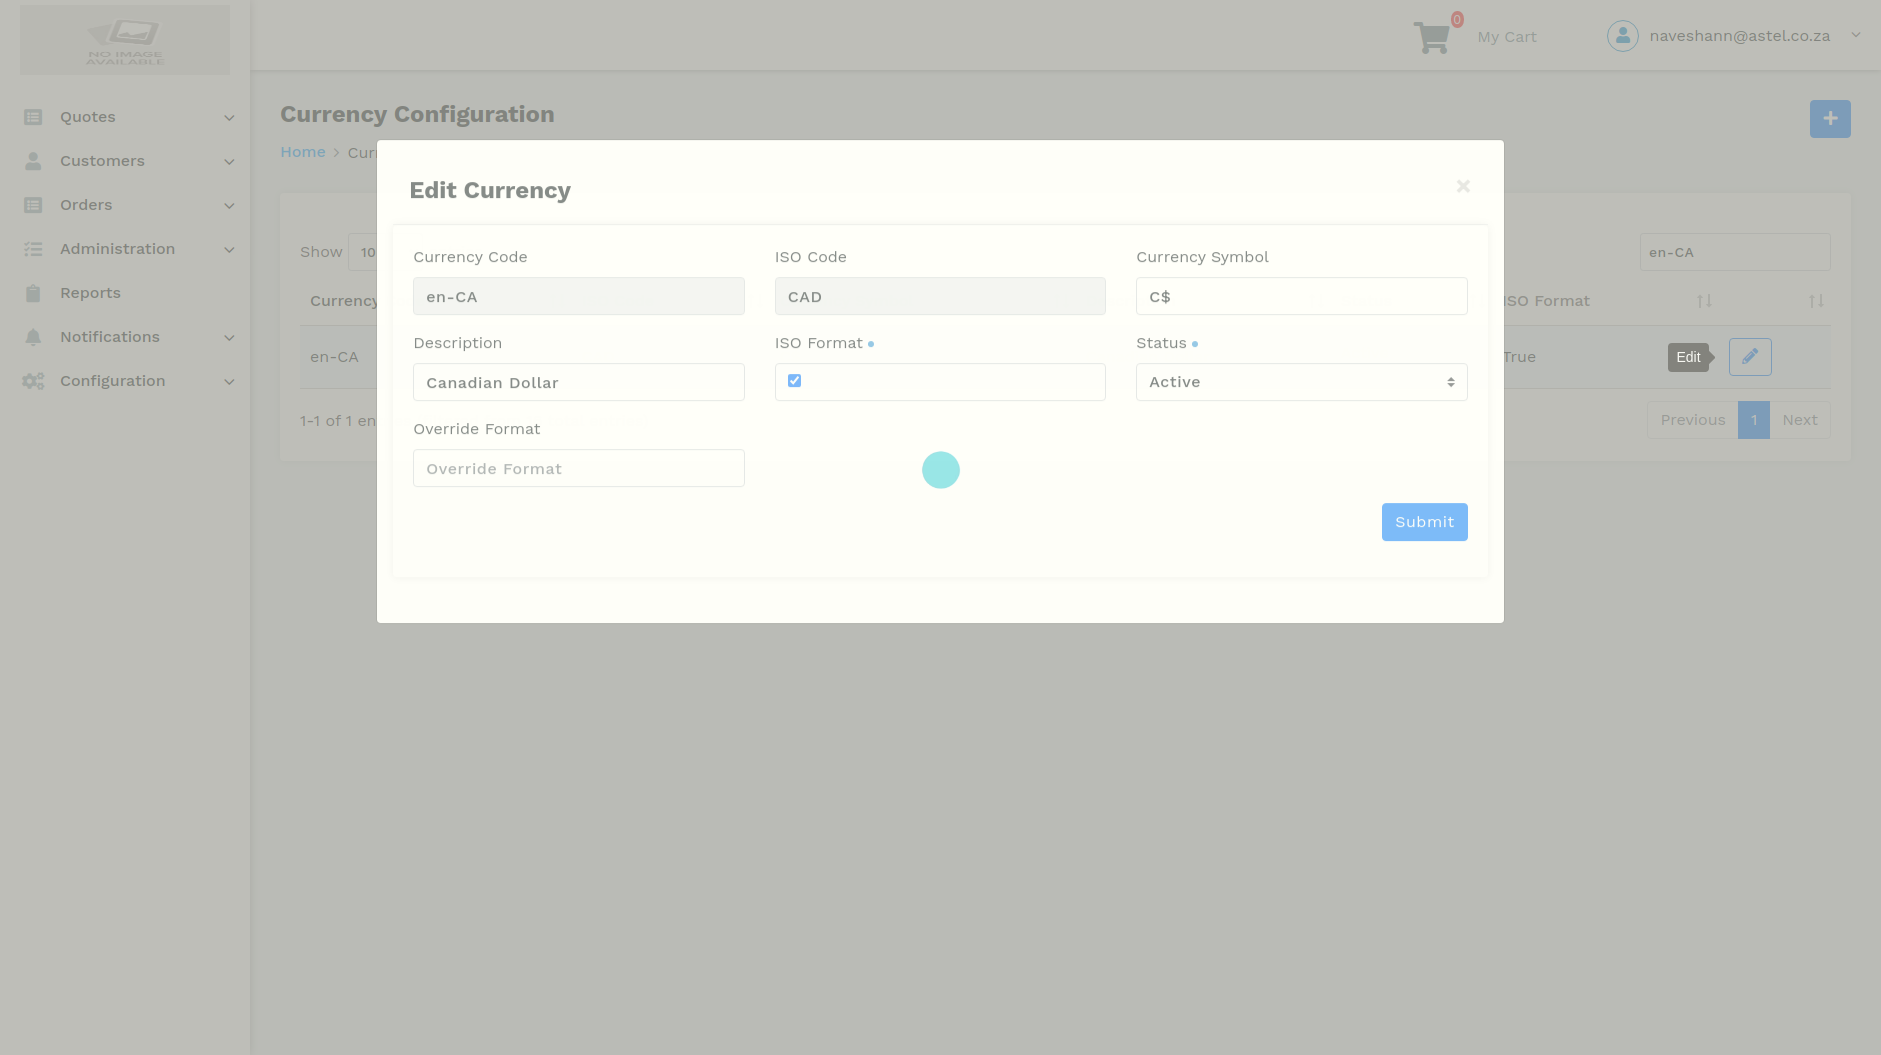 NO IMAGE
AVAILABLE
0
My Cart
naveshann@astel.co.za
Quotes
Customers
Orders
Administration
Reports
Notifications
Configuration
Currency Configuration
Home
Show 10
en-CA
Currency
ISO Format
en-CA
True
Edit
1-1 of 1 en
Previous 1 Next
Edit Currency
Currency Code
ISO Code
Currency Symbol
en-CA
CAD
C$
Description
ISO Format
Status
Canadian Dollar
Active
Override Format
Override Format
Submit